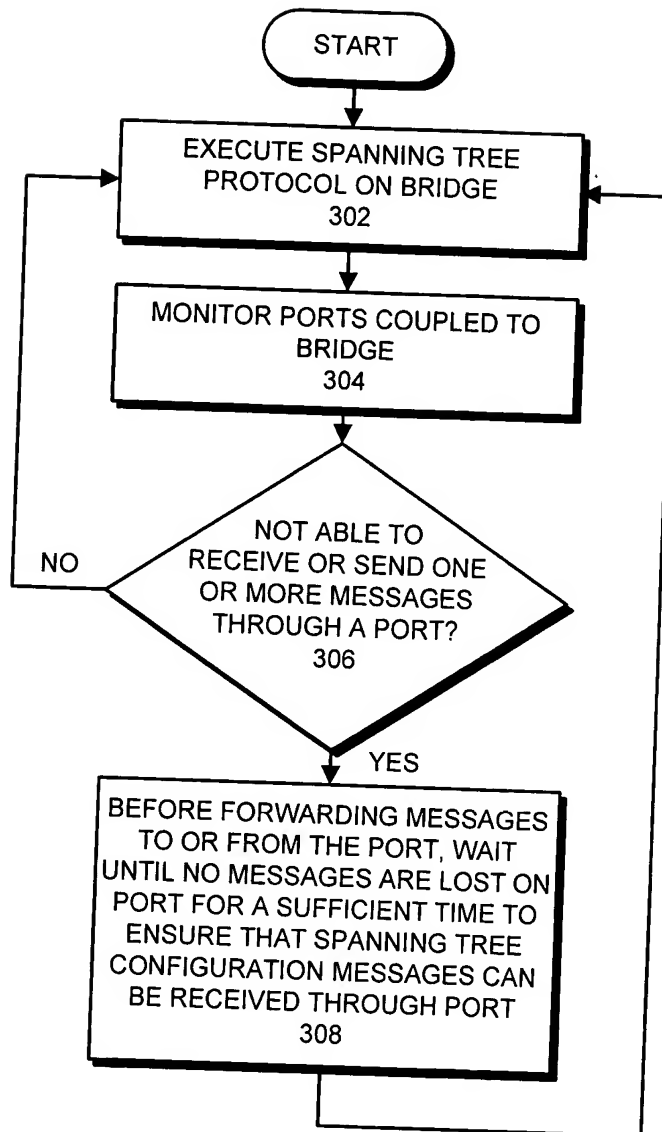 START
EXECUTE SPANNING TREE
PROTOCOL ON BRIDGE
302
MONITOR PORTS COUPLED TO
BRIDGE
304
NOT ABLE TO
RECEIVE OR SEND ONE
OR MORE MESSAGES
THROUGH A PORT?
306
NO
YES
BEFORE FORWARDING MESSAGES
TO OR FROM THE PORT, WAIT
UNTIL NO MESSAGES ARE LOST ON
PORT FOR A SUFFICIENT TIME TO
ENSURE THAT SPANNING TREE
CONFIGURATION MESSAGES CAN
BE RECEIVED THROUGH PORT
308